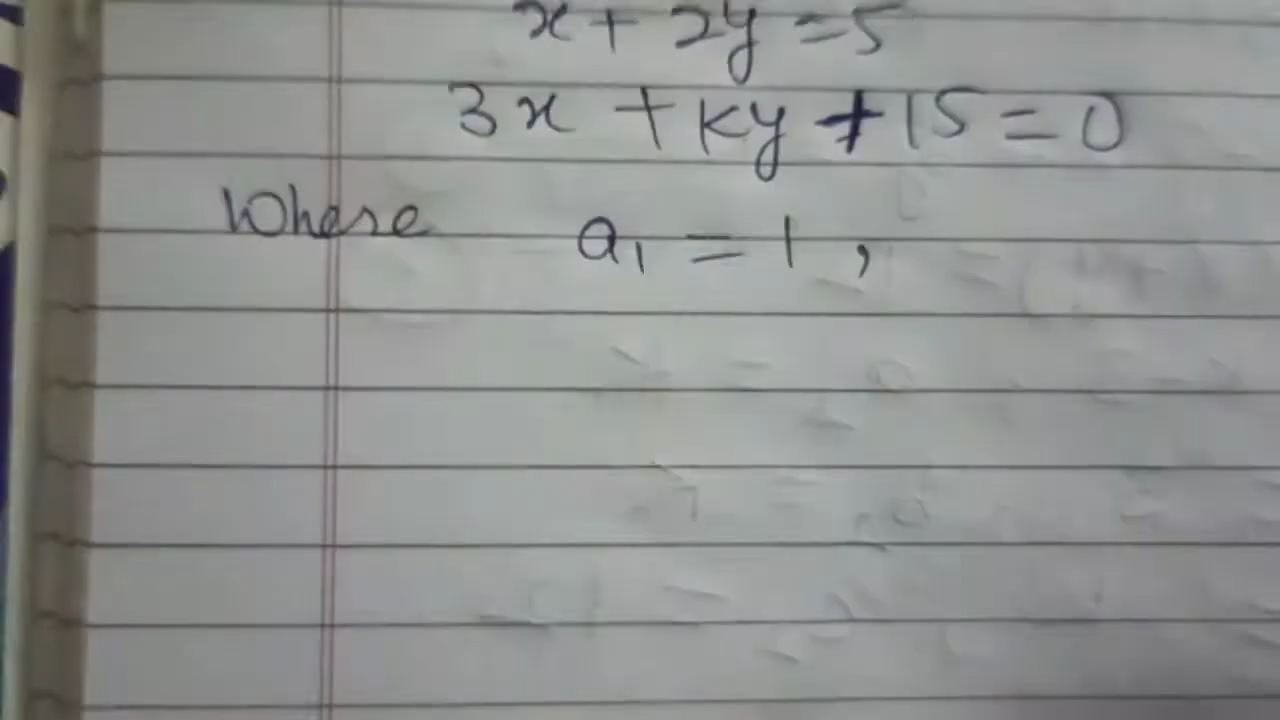 x + 2y = 5
3x + ky + 15 = 0
Where a₁ = 1 ,